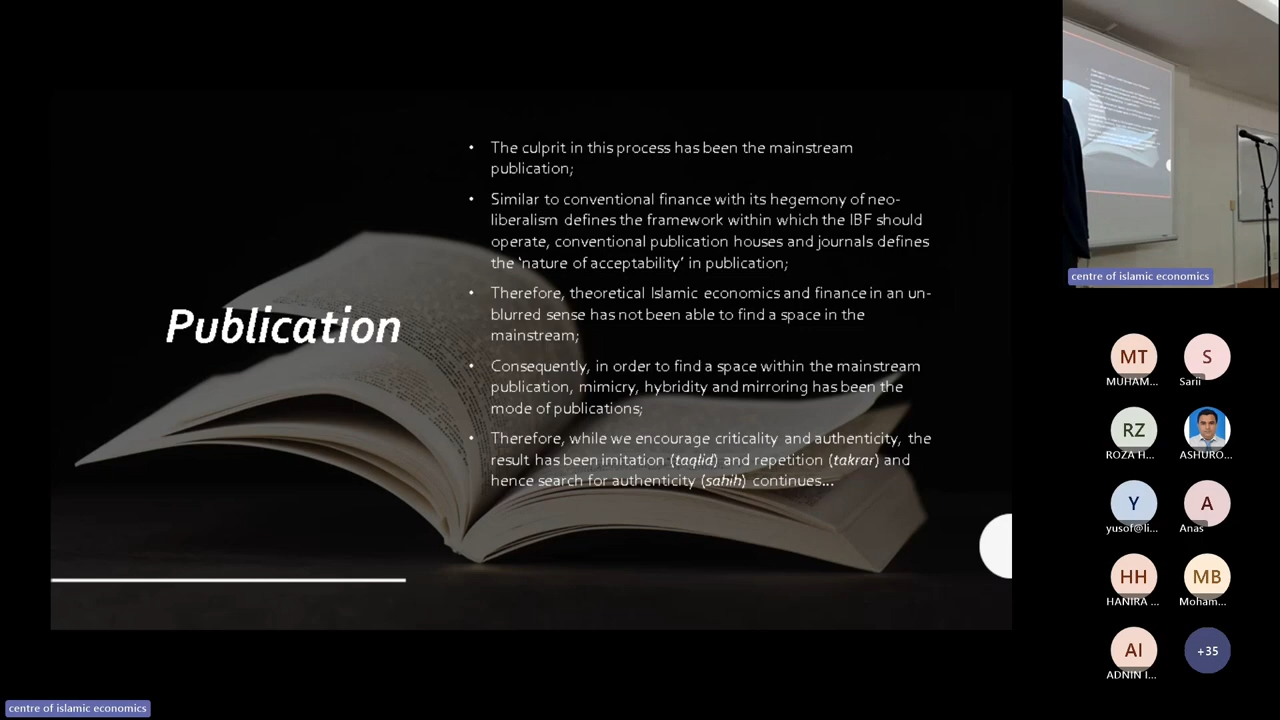 Publication
• The culprit in this process has been the mainstream
publication;
• Similar to conventional finance with its hegemony of neo-
liberalism defines the framework within which the IBF should
operate, conventional publication houses and journals defines
the ‘nature of acceptability’ in publication;
• Therefore, theoretical Islamic economics and finance in an un-
blurred sense has not been able to find a space in the
mainstream;
• Consequently, in order to find a space within the mainstream
publication, mimicry, hybridity and mirroring has been the
mode of publications;
• Therefore, while we encourage criticality and authenticity, the
result has been imitation (taqlid) and repetition (takrar) and
hence search for authenticity (sahih) continues...
centre of islamic economics
MT
MUHAM...
S
Sarii
RZ
ROZA H...
ASHURO...
Y
yusof@li...
A
Anas
HH
HANIRA ...
MB
Moham...
AI
ADNIN I...
+35
centre of islamic economics